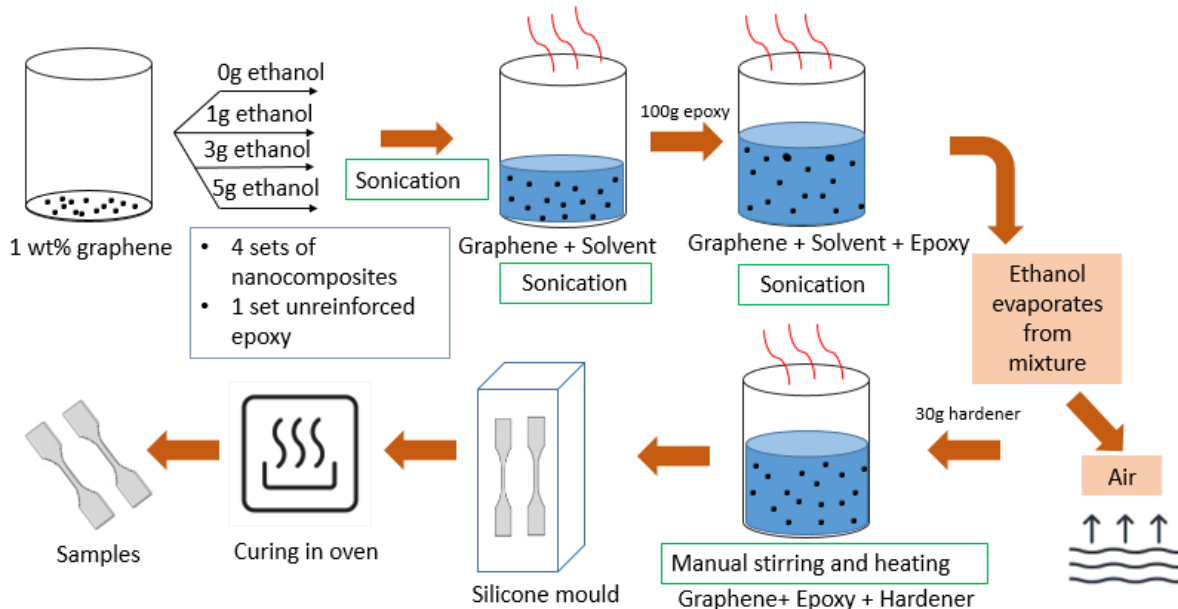 0g ethanol
1g ethanol
3g ethanol
5g ethanol
1 wt% graphene
• 4 sets of
nanocomposites
• 1 set unreinforced
epoxy
Sonication
Graphene + Solvent
Sonication
100g epoxy
Graphene + Solvent + Epoxy
Sonication
Ethanol
evaporates
from
mixture
Air
30g hardener
Manual stirring and heating
Graphene+ Epoxy + Hardener
Silicone mould
Curing in oven
Samples